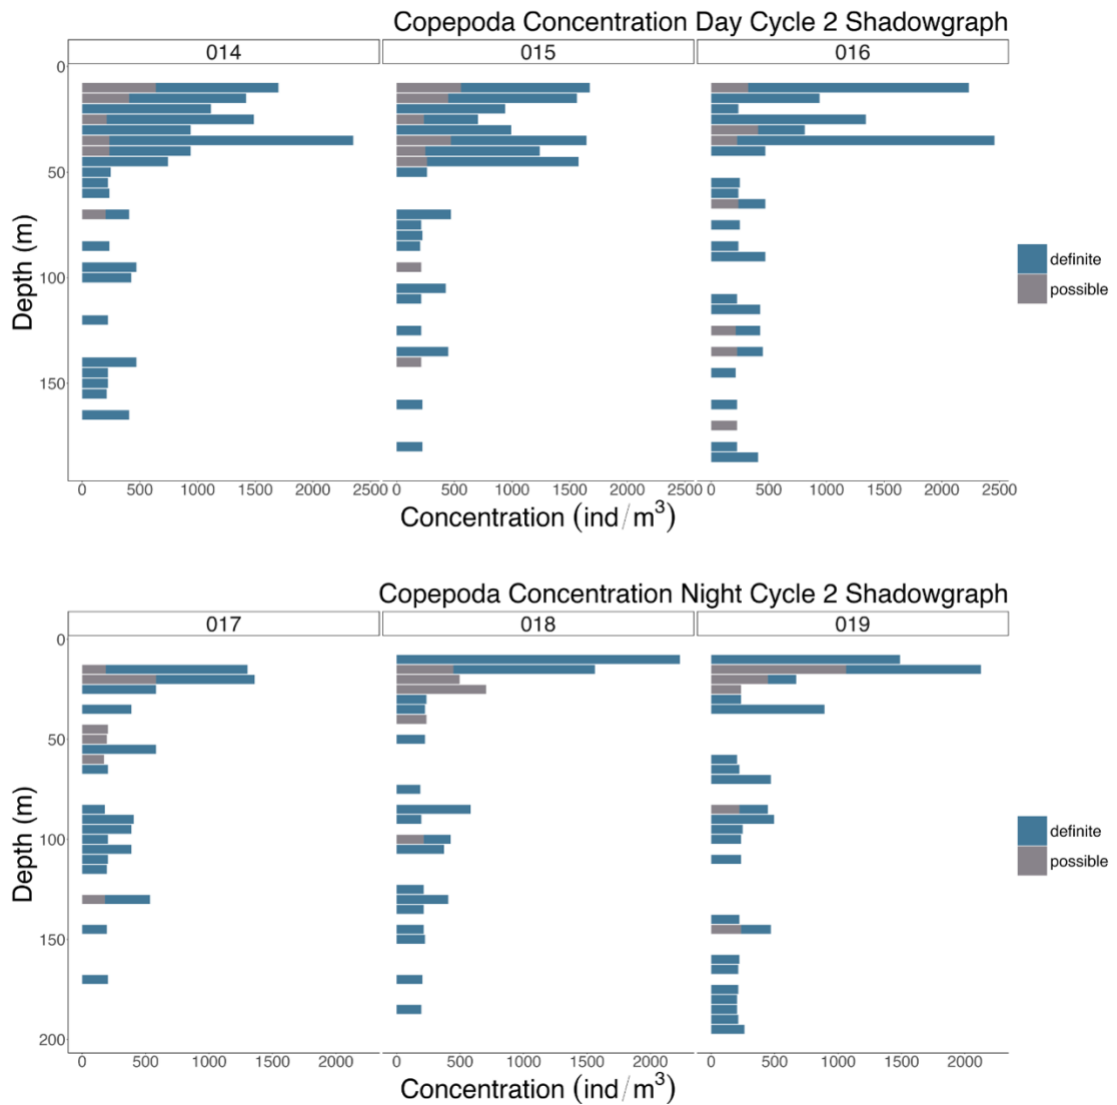 Copepoda Concentration Day Cycle 2 Shadowgraph
014 015 016
0
50
100
150
Depth (m)
0 500 1000 1500 2000 2500 0 500 1000 1500 2000 2500 0 500 1000 1500 2000 2500
Concentration (ind/m³)
definite
possible
Copepoda Concentration Night Cycle 2 Shadowgraph
017 018 019
0
50
100
150
200
Depth (m)
0 500 1000 1500 2000 0 500 1000 1500 2000 0 500 1000 1500 2000
Concentration (ind/m³)
definite
possible